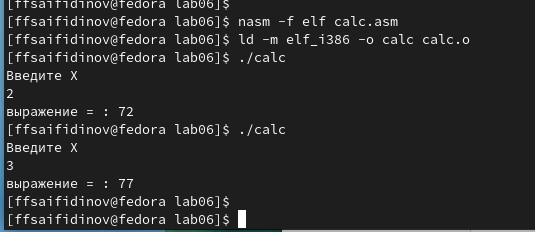 [ffsaifidinov@fedora lab06]$
[ffsaifidinov@fedora lab06]$ nasm -f elf calc.asm
[ffsaifidinov@fedora lab06]$ ld -m elf_i386 -o calc calc.o
[ffsaifidinov@fedora lab06]$ ./calc
Введите X
2
выражение = : 72
[ffsaifidinov@fedora lab06]$ ./calc
Введите X
3
выражение = : 77
[ffsaifidinov@fedora lab06]$
[ffsaifidinov@fedora lab06]$